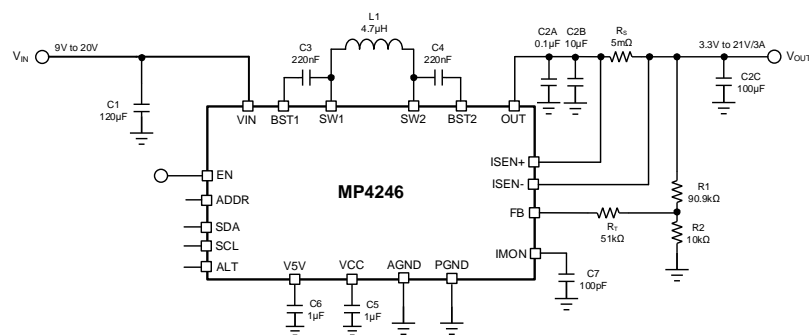 L1
4.7µH
C3
220nF
C4
220nF
C2A
0.1µF
C2B
10µF
RS
5mΩ
VIN
9V to 20V
3.3V to 21V/3A
VOUT
C1
120µF
C2C
100µF
VIN
BST1
SW1
SW2
BST2
OUT
ISEN+
EN
ISEN-
MP4246
ADDR
R1
90.9kΩ
FB
SDA
RT
51kΩ
R2
10kΩ
SCL
IMON
ALT
V5V
VCC
AGND
PGND
C7
100pF
C6
1µF
C5
1µF